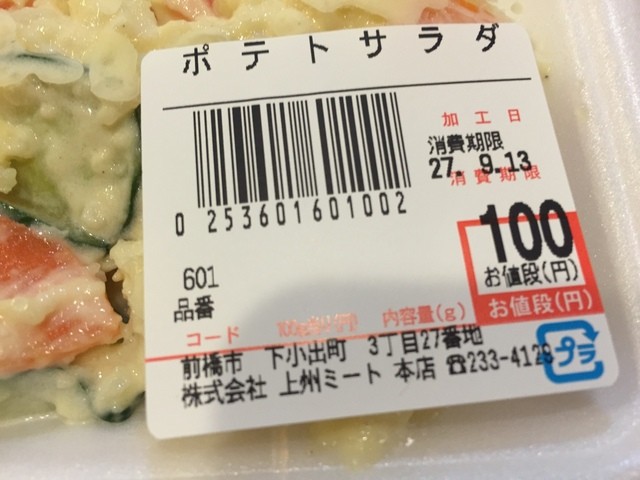 ポテトサラダ
加工日
消費期限
27. 9.13
消費期限
0 253601601002
100
お値段(円)
お値段(円)
601
品番
コード
内容量(g)
前橋市 下小出町 3丁目27番地
株式会社 上州ミート 本店 ☎233-4129
プラ